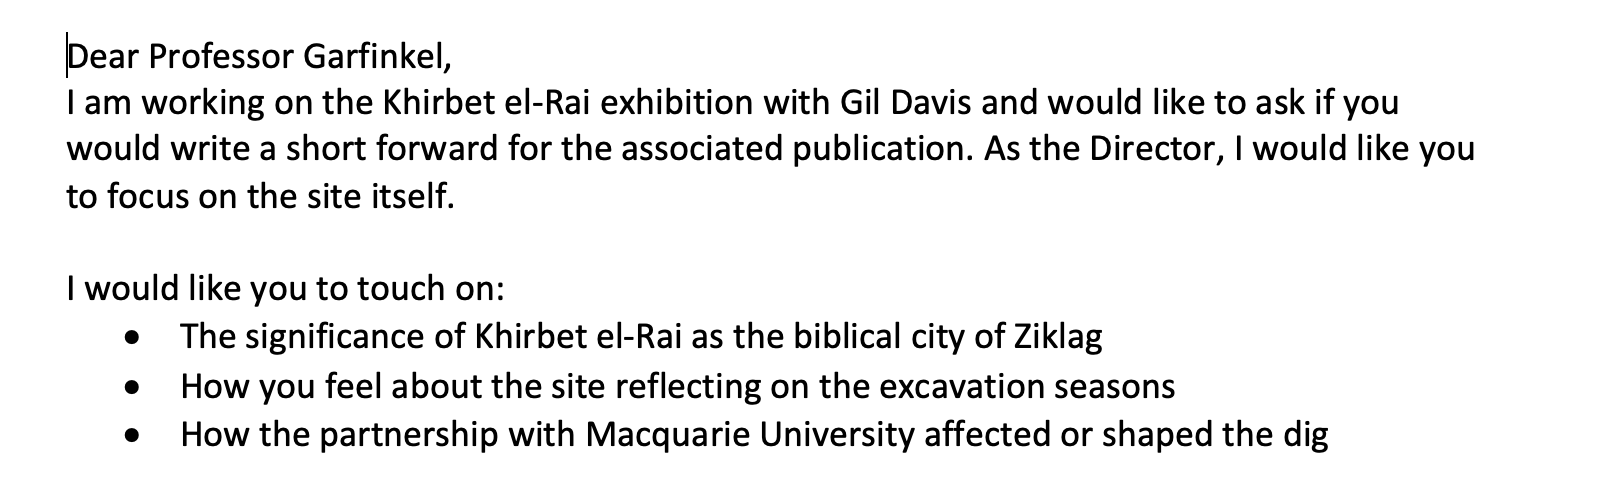 Dear Professor Garfinkel,
I am working on the Khirbet el-Rai exhibition with Gil Davis and would like to ask if you
would write a short forward for the associated publication. As the Director, I would like you
to focus on the site itself.
I would like you to touch on:
• The significance of Khirbet el-Rai as the biblical city of Ziklag
• How you feel about the site reflecting on the excavation seasons
• How the partnership with Macquarie University affected or shaped the dig